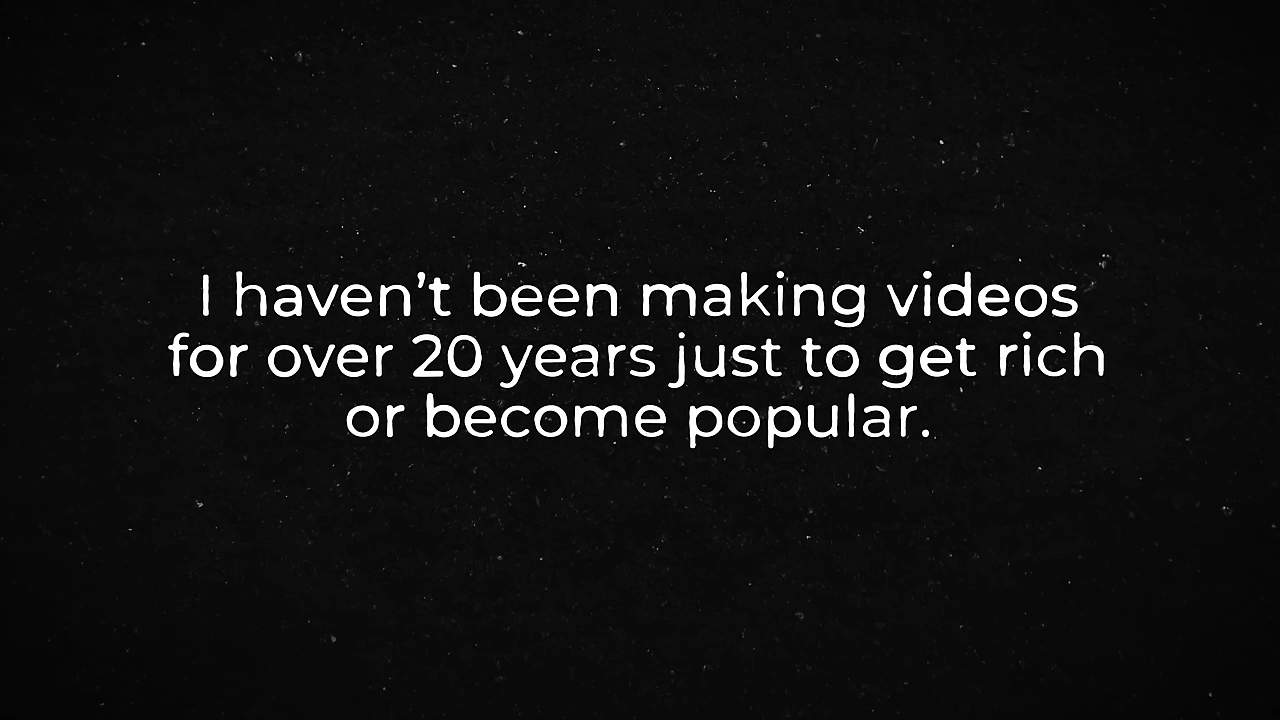 I haven’t been making videos
for over 20 years just to get rich
or become popular.